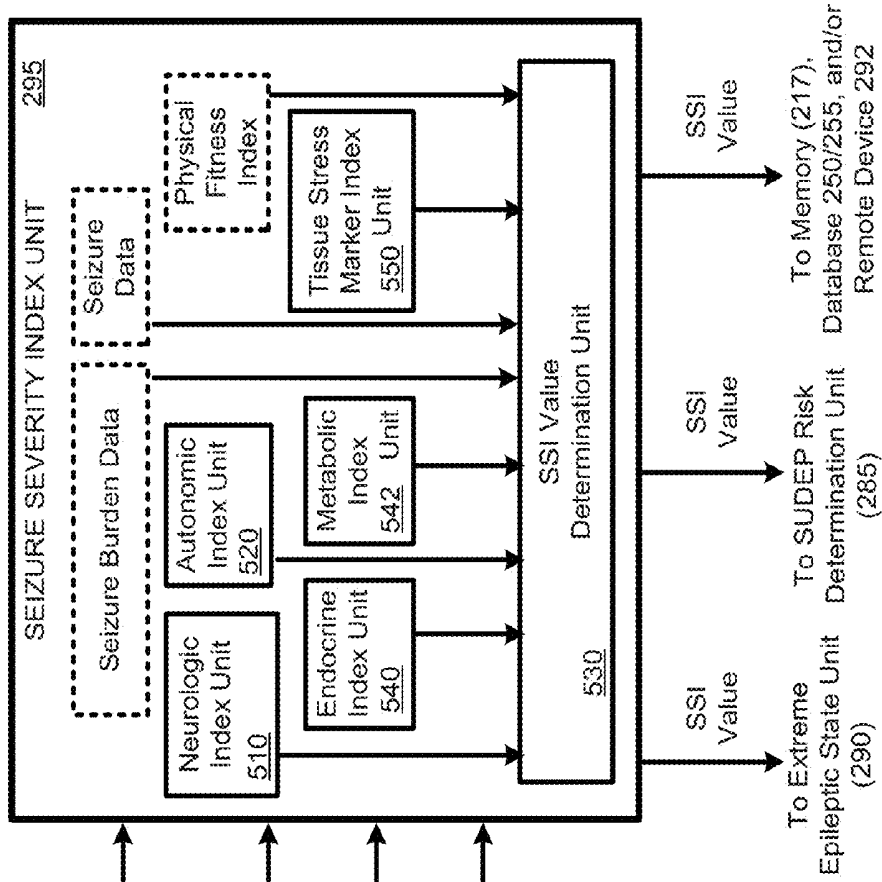 SEIZURE SEVERITY INDEX UNIT
295
Seizure Burden Data
Seizure
Data
Neurologic
Index Unit
510
Autonomic
Index Unit
520
Physical
Fitness
Index
Endocrine
Index Unit
540
Metabolic
Index
542 Unit
Tissue Stress
Marker Index
Unit
550
SSI Value
Determination Unit
530
SSI
Value
SSI
Value
SSI
Value
To Extreme
Epileptic State Unit
(290)
To SUDEP Risk
Determination Unit
(285)
To Memory (217),
Database 250/255, and/or
Remote Device 292